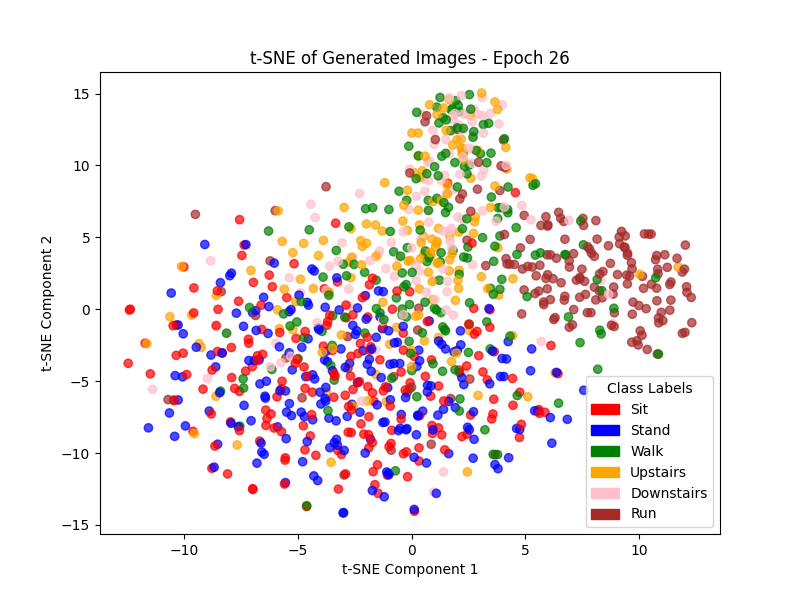 t-SNE of Generated Images - Epoch 26
t-SNE Component 2
15
10
5
0
−5
−10
−15
−10
−5
0
5
10
t-SNE Component 1
Class Labels
Sit
Stand
Walk
Upstairs
Downstairs
Run